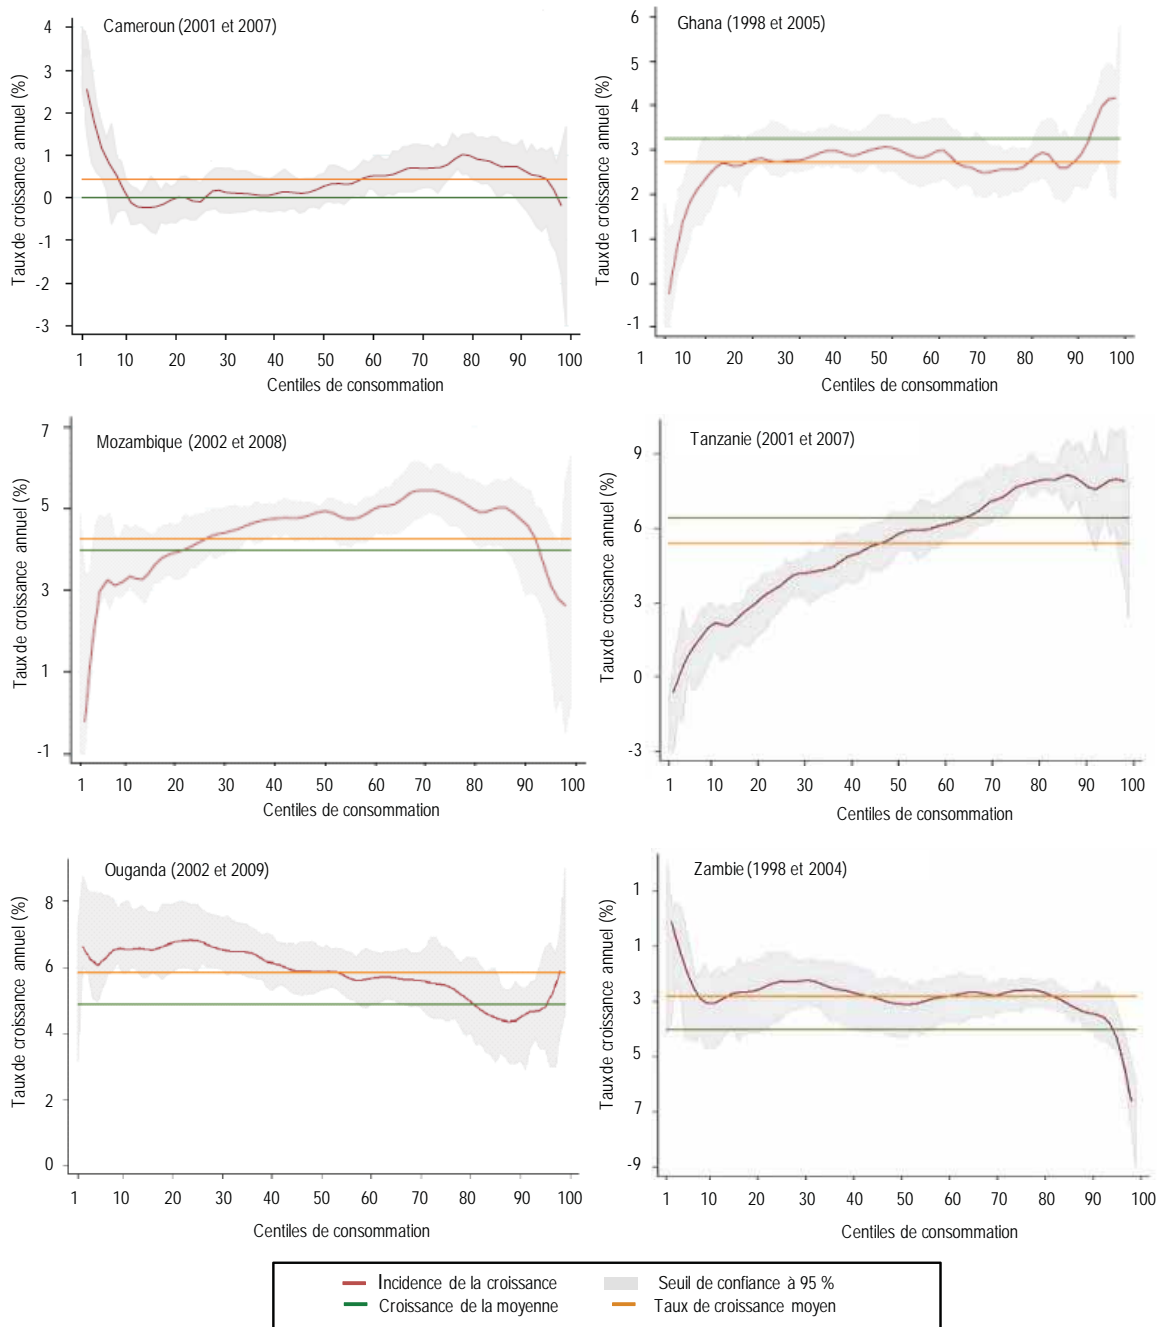 Cameroun (2001 et 2007)
Taux de croissance annuel (%)
4
3
2
1
0
-1
-2
-3
1 10 20 30 40 50 60 70 80 90 100
Centiles de consommation
Ghana (1998 et 2005)
Taux de croissance annuel (%)
6
5
4
3
2
1
0
-1
1 10 20 30 40 50 60 70 80 90 100
Centiles de consommation
Mozambique (2002 et 2008)
Taux de croissance annuel (%)
7
5
3
1
-1
1 10 20 30 40 50 60 70 80 90 100
Centiles de consommation
Tanzanie (2001 et 2007)
Taux de croissance annuel (%)
9
6
3
0
-3
1 10 20 30 40 50 60 70 80 90 100
Centiles de consommation
Ouganda (2002 et 2009)
Taux de croissance annuel (%)
8
6
4
2
0
1 10 20 30 40 50 60 70 80 90 100
Centiles de consommation
Zambie (1998 et 2004)
Taux de croissance annuel (%)
1
1
3
5
7
-9
1 10 20 30 40 50 60 70 80 90 100
Centiles de consommation
Incidence de la croissance
Seuil de confiance à 95 %
Croissance de la moyenne
Taux de croissance moyen